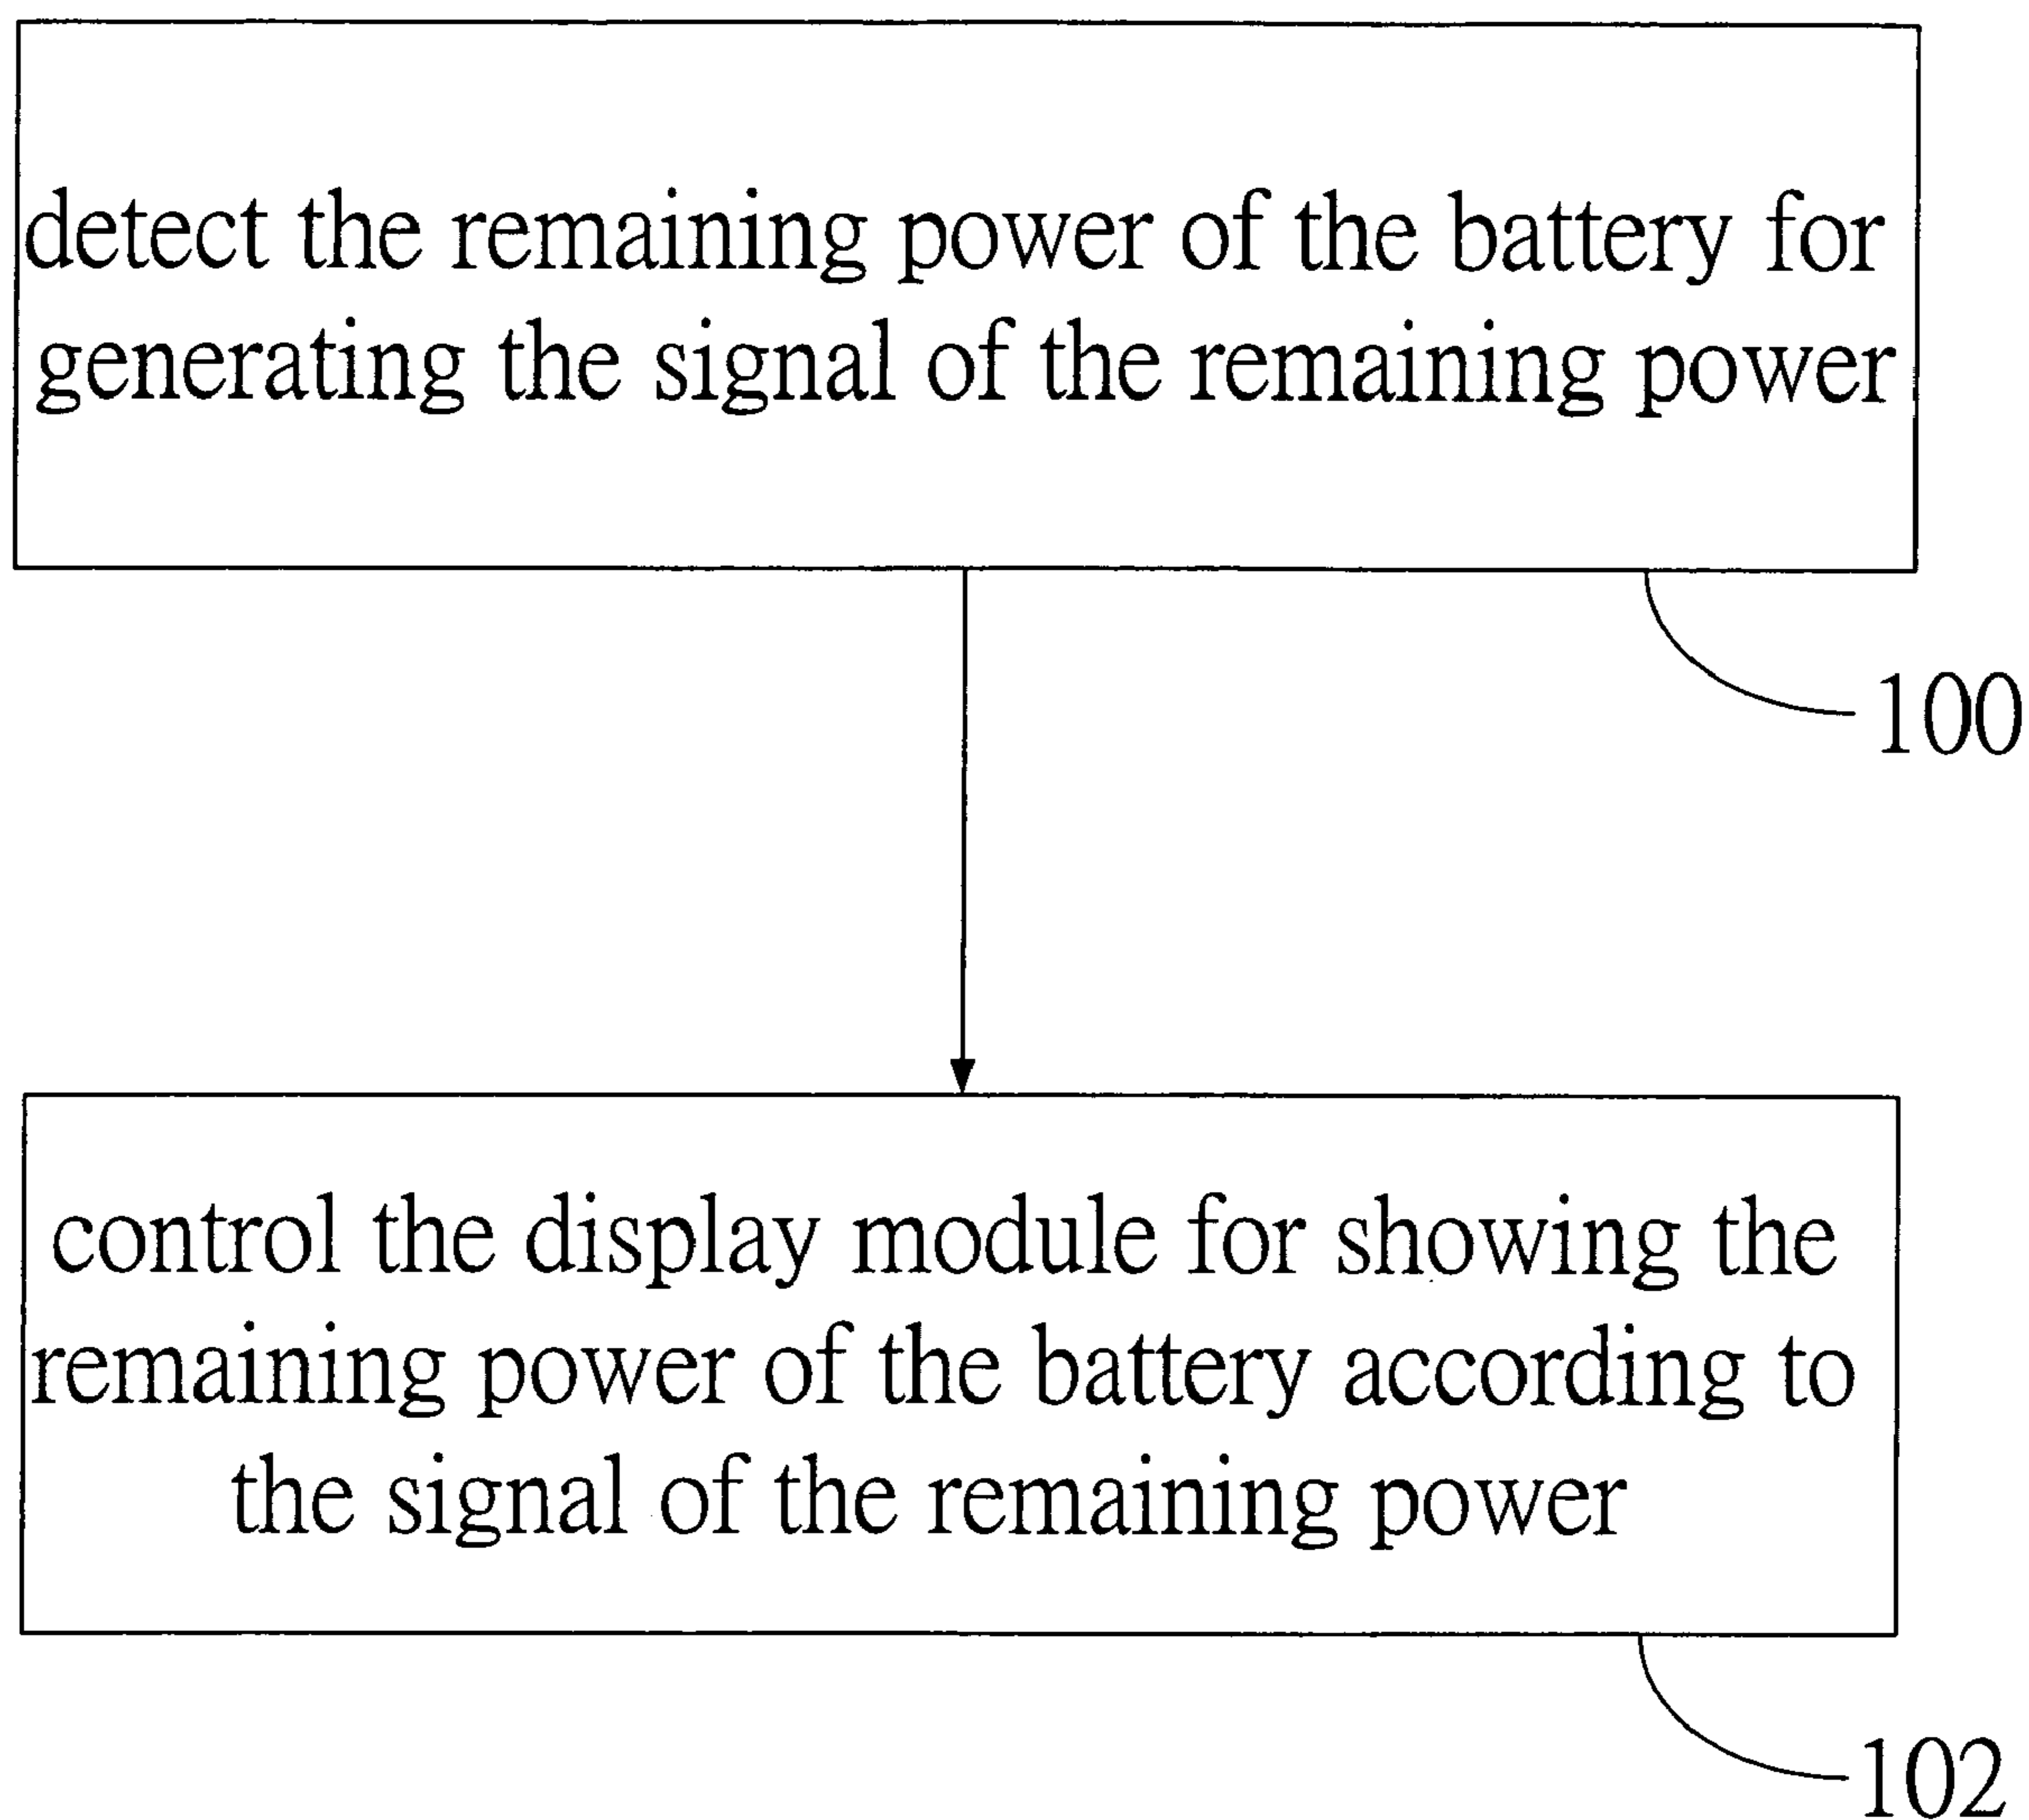 detect the remaining power of the battery for
generating the signal of the remaining power
100
control the display module for showing the
remaining power of the battery according to
the signal of the remaining power
102